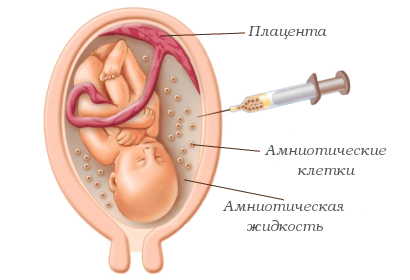 Плацента
Амниотические
клетки
Амниотическая
жидкость